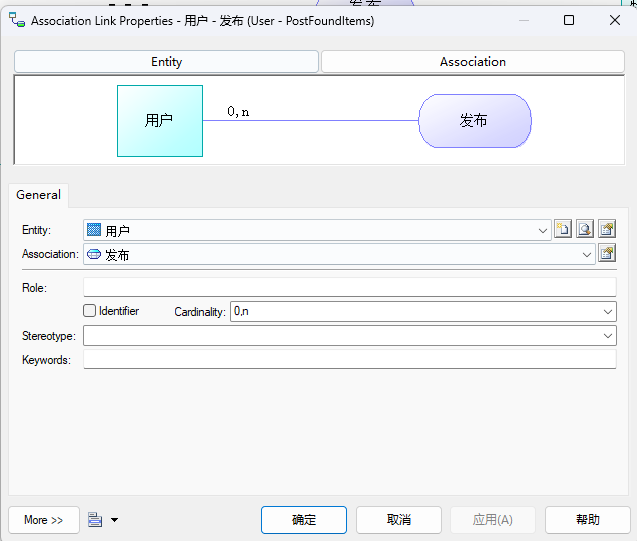 发布
Association Link Properties - 用户 - 发布 (User - PostFoundItems)
Entity
Association
用户
0,n
发布
General
Entity:
用户
Association:
发布
Role:
Identifier
Cardinality:
0,n
Stereotype:
Keywords:
More >>
确定
取消
应用(A)
帮助